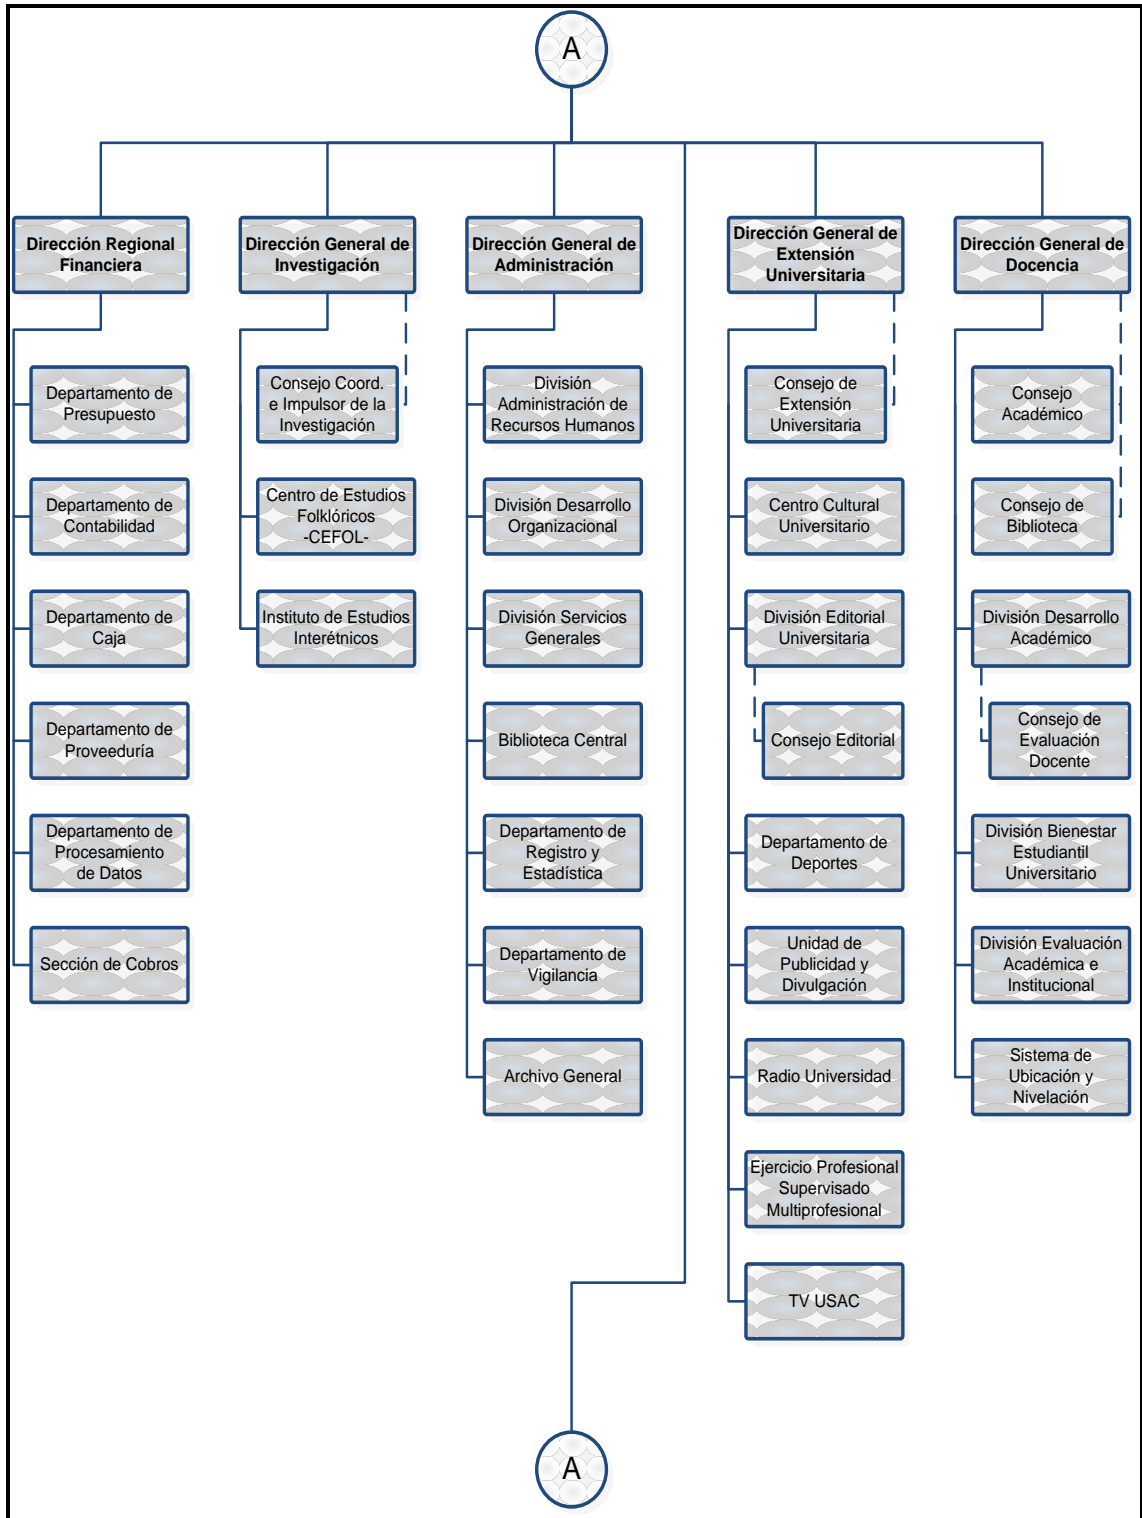 A
Dirección Regional
Financiera
Dirección General de
Investigación
Dirección General de
Administración
Dirección General de
Extensión
Universitaria
Dirección General de
Docencia
Departamento de
Presupuesto
Departamento de
Contabilidad
Departamento de
Caja
Departamento de
Proveeduría
Departamento de
Procesamiento
de Datos
Sección de Cobros
Consejo Coord.
e Impulsor de la
Investigación
Centro de Estudios
Folklóricos
-CEFOL-
Instituto de Estudios
Interétnicos
División
Administración de
Recursos Humanos
División Desarrollo
Organizacional
División Servicios
Generales
Biblioteca Central
Departamento de
Registro y
Estadística
Departamento de
Vigilancia
Archivo General
Consejo de
Extensión
Universitaria
Centro Cultural
Universitario
División Editorial
Universitaria
Consejo Editorial
Departamento de
Deportes
Unidad de
Publicidad y
Divulgación
Radio Universidad
Ejercicio Profesional
Supervisado
Multiprofesional
TV USAC
Consejo
Académico
Consejo de
Biblioteca
División Desarrollo
Académico
Consejo de
Evaluación
Docente
División Bienestar
Estudiantil
Universitario
División Evaluación
Académica e
Institucional
Sistema de
Ubicación y
Nivelación
A